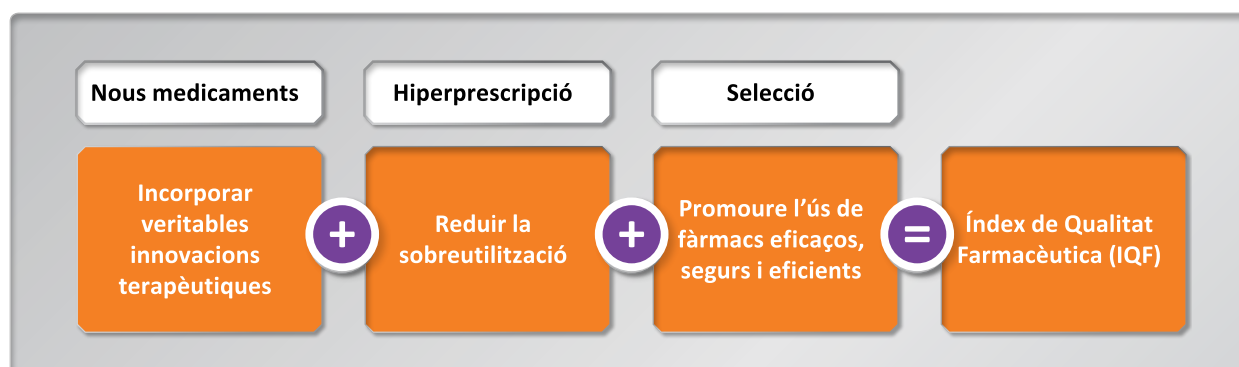 Nous medicaments
Hiperprescripció
Selecció
Incorporar
veritables
innovacions
terapèutiques
+
Reduir la
sobreutilització
+
Promoure l’ús de
fàrmacs eficaços,
segurs i eficients
=
Índex de Qualitat
Farmacèutica (IQF)